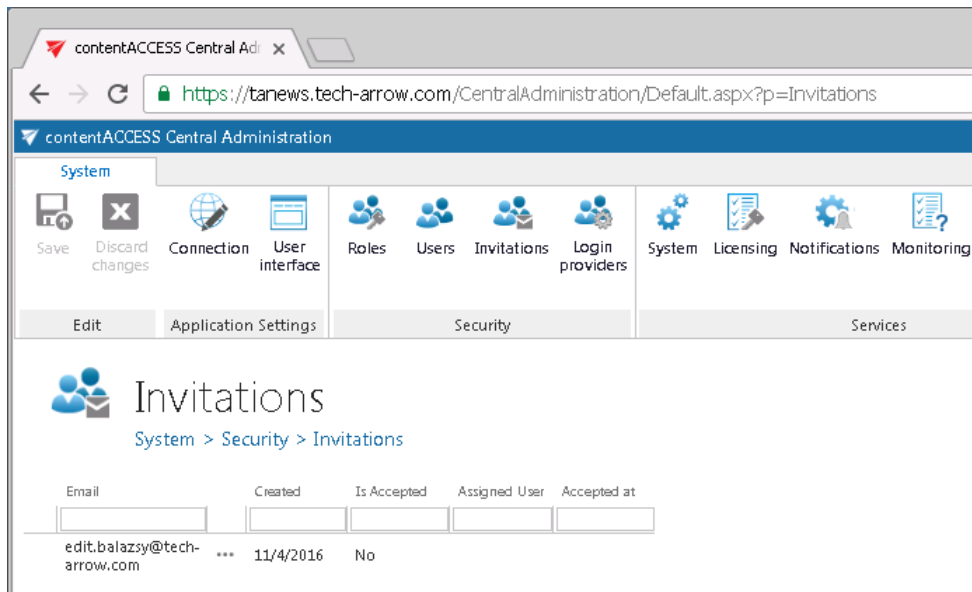 contentACCESS Central Adr
https://tanews.tech-arrow.com/CentralAdministration/Default.aspx?p=Invitations
contentACCESS Central Administration
System
Save
Discard changes
Connection
User interface
Roles
Users
Invitations
Login providers
System
Licensing
Notifications
Monitoring
Edit
Application Settings
Security
Services
Invitations
System > Security > Invitations
Email
Created
Is Accepted
Assigned User
Accepted at
edit.balazsy@tech-
arrow.com
...
11/4/2016
No